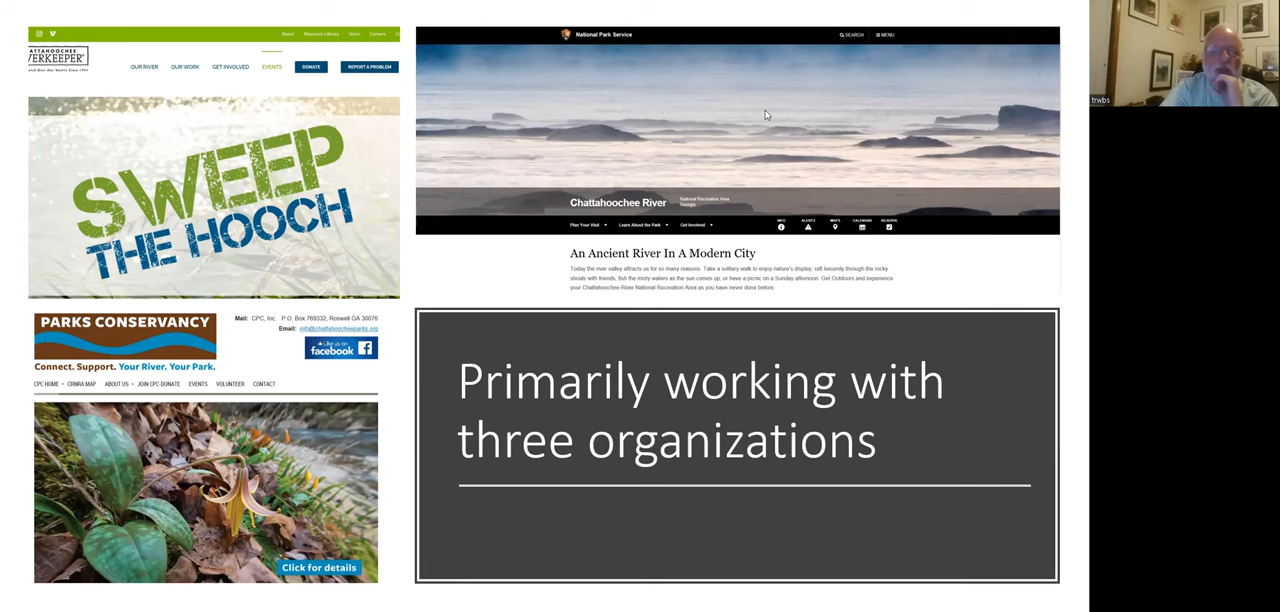 About Resource Library Store Careers
ATTAHOOCHEE
VERKEEPER®
OUR RIVER OUR WORK GET INVOLVED EVENTS DONATE REPORT A PROBLEM
SWEEP
THE HOOCH
PARKS CONSERVANCY
Connect. Support. Your River. Your Park.
Mail: CPC, Inc. P.O. Box 769332, Roswell GA 30076
Email: info@chattahoocheeparks.org
Like us on
facebook
CPC HOME CRNRA MAP ABOUT US JOIN CPC-DONATE EVENTS VOLUNTEER CONTACT
Click for details
National Park Service
SEARCH MENU
Chattahoochee River
National Recreation Area
Georgia
Plan Your Visit Learn About the Park Get Involved
INFO ALERTS MAPS CALENDAR RESERVE
An Ancient River In A Modern City
Today the river valley attracts us for so many reasons. Take a solitary walk to enjoy nature's display, raft leisurely through the rocky
shoals with friends, fish the misty waters as the sun comes up, or have a picnic on a Sunday afternoon. Get Outdoors and experience
your Chattahoochee River National Recreation Area as you have never done before
Primarily working with
three organizations
trwbs